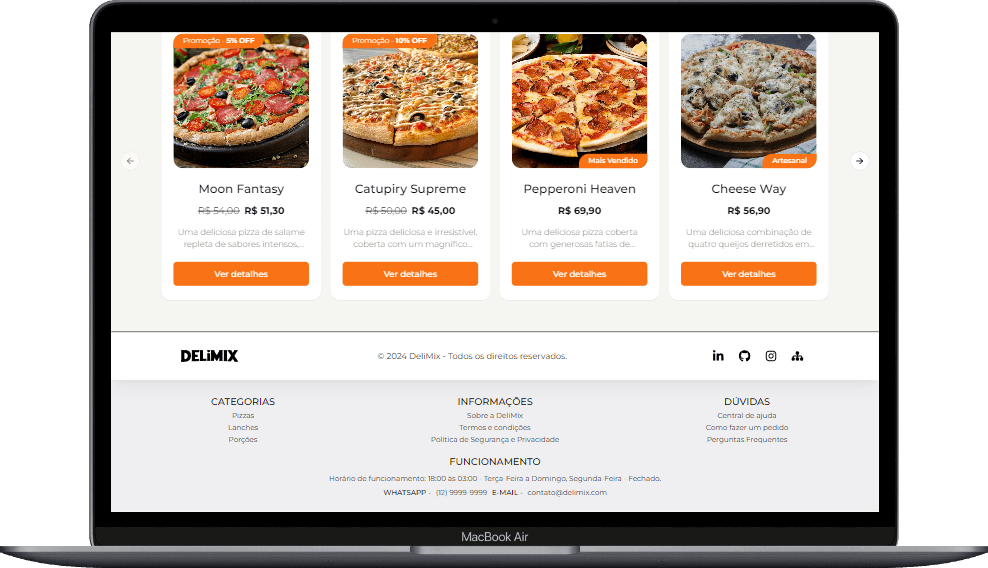 Promoção - 5% OFF
Promoção - 10% OFF
Mais Vendido
Artesanal
Moon Fantasy
Catupiry Supreme
Pepperoni Heaven
Cheese Way
R$ 54,00 R$ 51,30
R$ 50,00 R$ 45,00
R$ 69,90
R$ 56,90
Uma deliciosa pizza de salame
repleta de sabores intensos,...
Uma pizza deliciosa e irresistível,
coberta com um magnífico...
Uma deliciosa pizza coberta
com generosas fatias de...
Uma deliciosa combinação de
quatro queijos derretidos em...
Ver detalhes
Ver detalhes
Ver detalhes
Ver detalhes
DELiMIX
© 2024 DeliMix - Todos os direitos reservados.
in
CATEGORIAS
Pizzas
Lanches
Porções
INFORMAÇÕES
Sobre a DeliMix
Termos e condições
Política de Segurança e Privacidade
DÚVIDAS
Central de ajuda
Como fazer um pedido
Perguntas Frequentes
FUNCIONAMENTO
Horário de funcionamento: 18:00 às 03:00 - Terça-Feira a Domingo, Segunda-Feira - Fechado.
WHATSAPP - (12) 9999-9999 E-MAIL - contato@delimix.com
MacBook Air